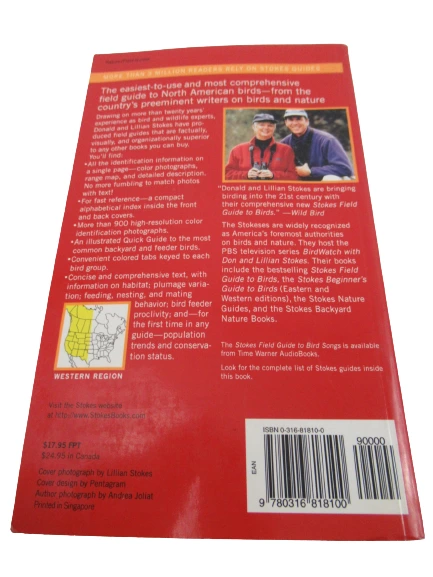 MORE THAN 2 MILLION READERS RELY ON STOKES GUIDES
The easiest-to-use and most comprehensive
field guide to North American birds—from the
country's preeminent writers on birds and nature
Drawing on more than twenty years'
experience as bird and wildlife experts,
Donald and Lillian Stokes have pro-
duced field guides that are factually,
visually, and organizationally superior
to any other books you can buy.
You'll find:
•All the identification information on
a single page—color photographs,
range map, and detailed description.
No more fumbling to match photos
with text!
•For fast reference—a compact
alphabetical index inside the front
and back covers.
•More than 900 high-resolution color
identification photographs.
•An illustrated Quick Guide to the most
common backyard and feeder birds.
•Convenient colored tabs keyed to each
bird group.
•Concise and comprehensive text, with
information on habitat; plumage varia-
tion; feeding, nesting, and mating
behavior; bird feeder
proclivity; and—for
the first time in any
guide—population
trends and conserva-
tion status.
WESTERN REGION
"Donald and Lillian Stokes are bringing
birding into the 21st century with
their comprehensive new Stokes Field
Guide to Birds." —Wild Bird
The Stokeses are widely recognized
as America's foremost authorities
on birds and nature. They host the
PBS television series BirdWatch with
Don and Lillian Stokes. Their books
include the bestselling Stokes Field
Guide to Birds, the Stokes Beginner's
Guide to Birds (Eastern and
Western editions), the Stokes Nature
Guides, and the Stokes Backyard
Nature Books.
The Stokes Field Guide to Bird Songs is available
from Time Warner AudioBooks.
Look for the complete list of Stokes guides inside
this book.
Visit the Stokes website
at http://www.stokesbooks.com
$17.95 FPT
$24.95 in Canada
Cover photograph by Lillian Stokes
Cover design by Pentagram
Author photograph by Andrea Joliat
Printed in Singapore
ISBN 0-316-81810-0
90000
EAN
9 780316 818100